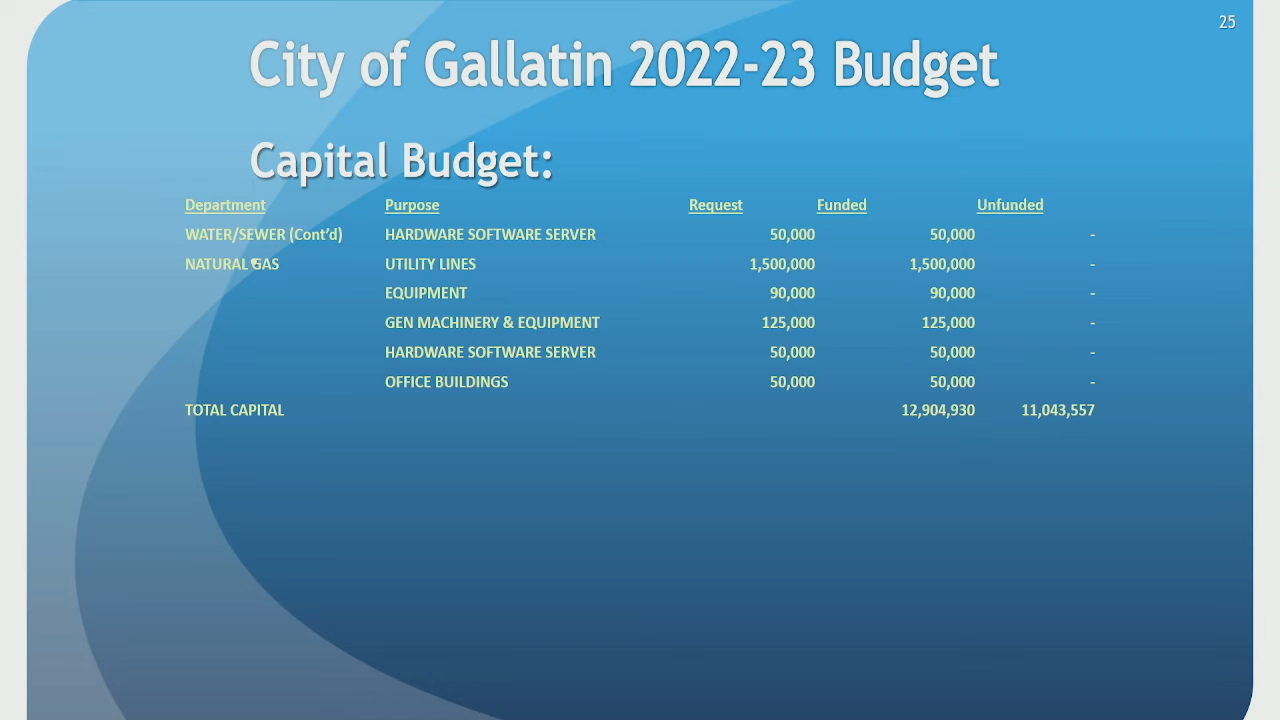 25
City of Gallatin 2022-23 Budget
Capital Budget:
Department Purpose Request Funded Unfunded
WATER/SEWER (Cont'd) HARDWARE SOFTWARE SERVER 50,000 50,000 -
NATURAL GAS UTILITY LINES 1,500,000 1,500,000 -
EQUIPMENT 90,000 90,000 -
GEN MACHINERY & EQUIPMENT 125,000 125,000 -
HARDWARE SOFTWARE SERVER 50,000 50,000 -
OFFICE BUILDINGS 50,000 50,000 -
TOTAL CAPITAL 12,904,930 11,043,557